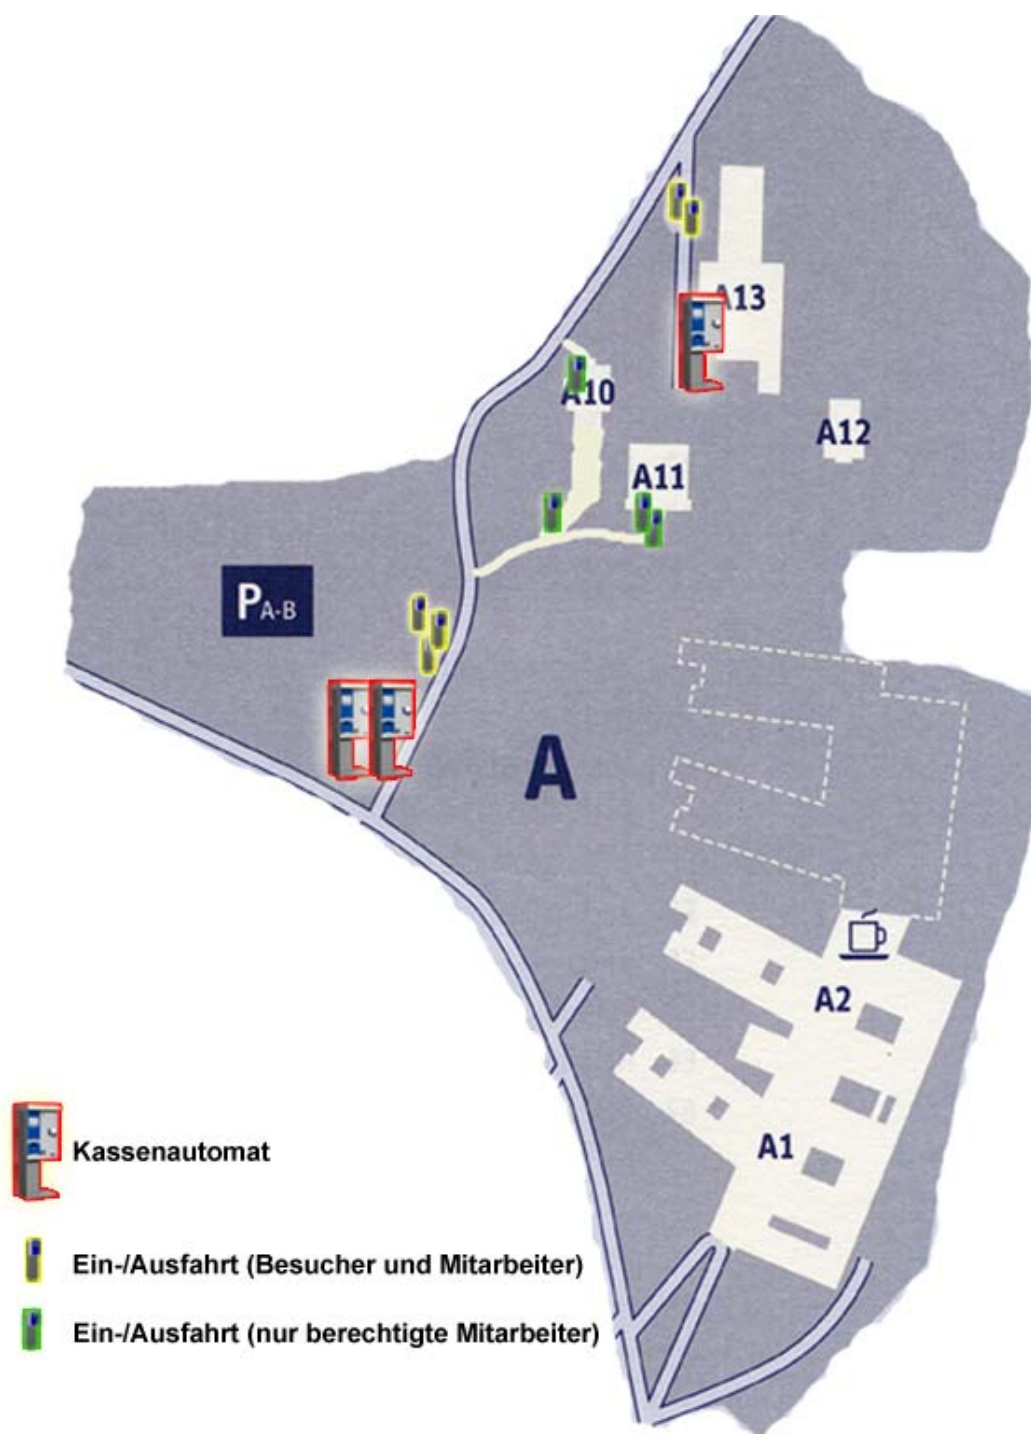 A13
A10
A12
A11
PA-B
A
A2
A1
Kassenautomat
Ein-/Ausfahrt (Besucher und Mitarbeiter)
Ein-/Ausfahrt (nur berechtigte Mitarbeiter)